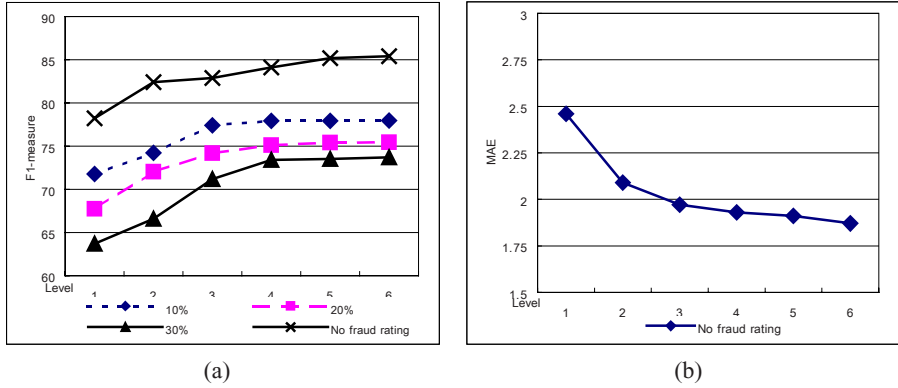 90
85
80
75
70
65
60
F1-measure
Level
1 2 3 4 5 6
10% 20%
30% No fraud rating
(a)
3
2.75
2.5
2.25
2
1.75
1.5
MAE
Level
1 2 3 4 5 6
No fraud rating
(b)